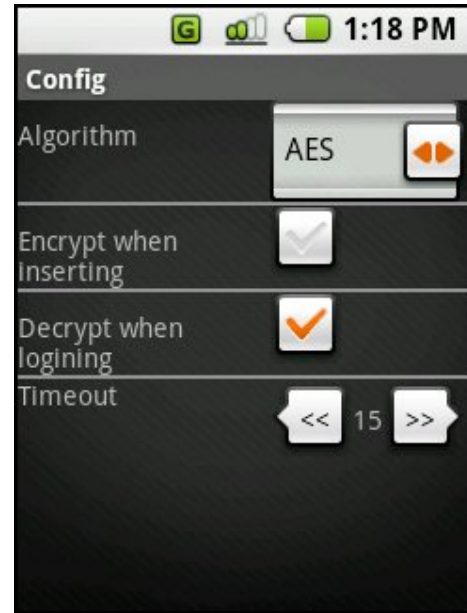 G 1:18 PM
Config
Algorithm
AES
Encrypt when
inserting
Decrypt when
logining
Timeout
<< 15 >>